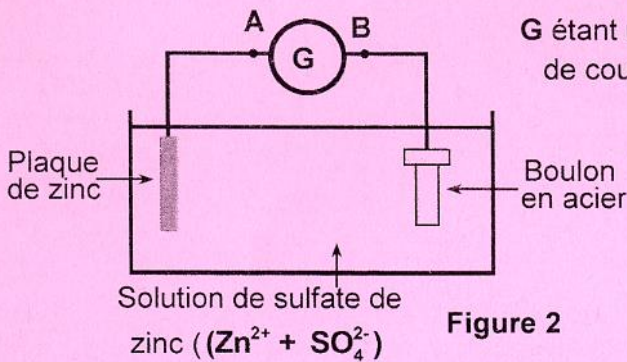 A
B
G
G étant
de cou
Plaque
de zinc
Boulon
en acier
Solution de sulfate de
zinc ((Zn²⁺ + SO₄²⁻)
Figure 2